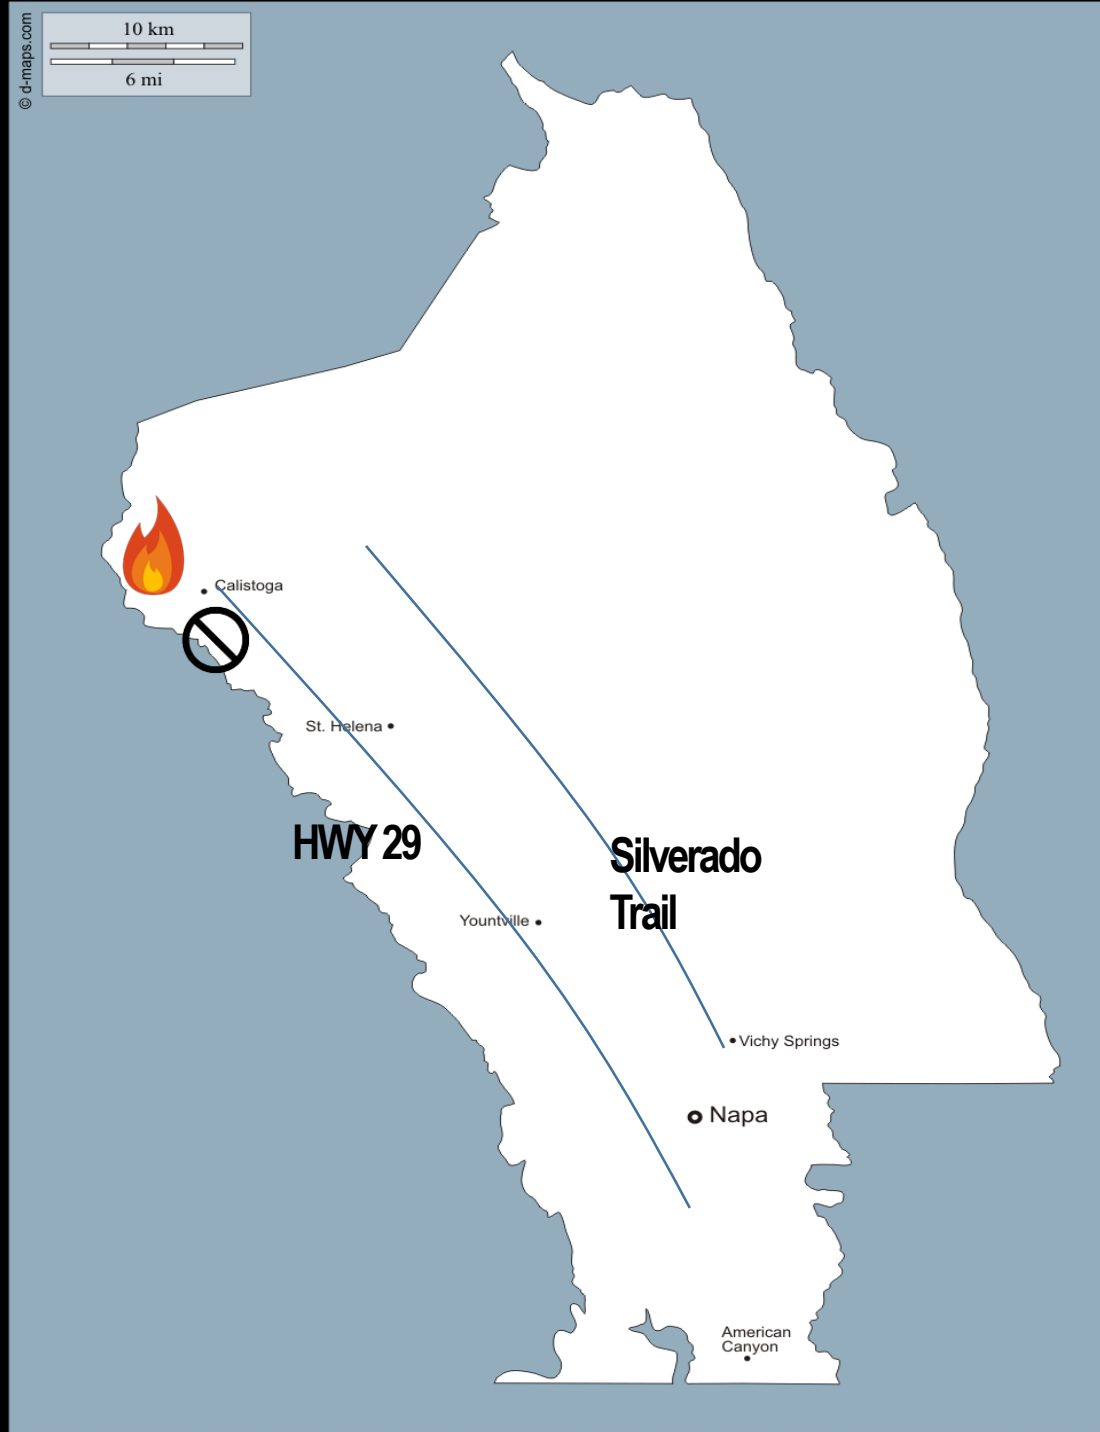 © d-maps.com
10 km
6 mi
Calistoga
St. Helena
HWY 29
Silverado
Trail
Yountville
Vichy Springs
Napa
American
Canyon